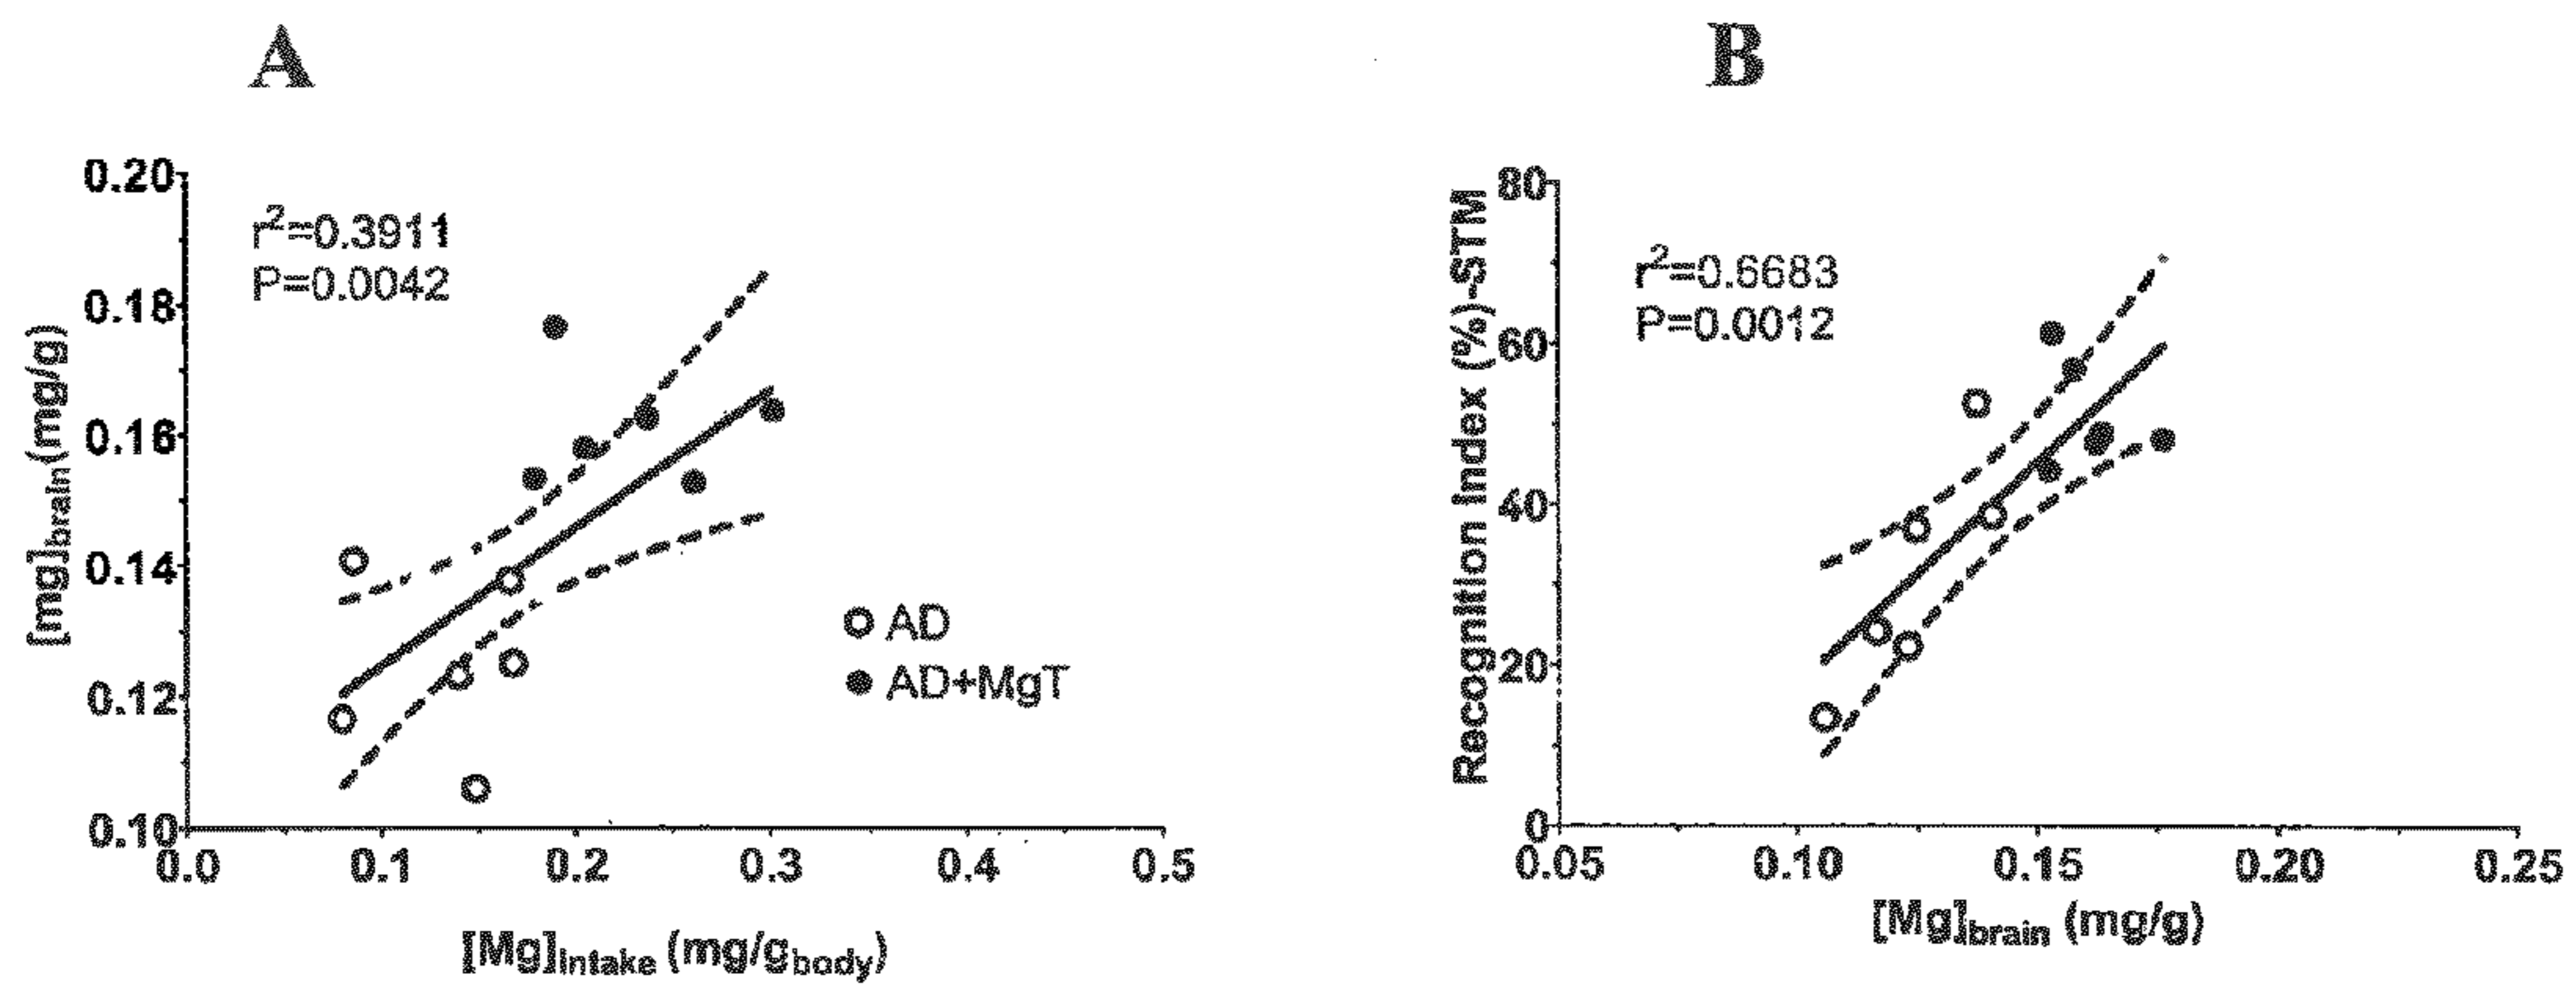 A
0.20
0.18
0.16
0.14
0.12
0.10
[mg]brain(mg/g)
r²=0.3911
P=0.0042
AD
AD+MgT
0.0 0.1 0.2 0.3 0.4 0.5
[Mg]Intake (mg/gbody)
B
80
60
40
20
0
Recognition Index (%)-STM
r²=0.6683
P=0.0012
0.05 0.10 0.15 0.20 0.25
[Mg]brain (mg/g)